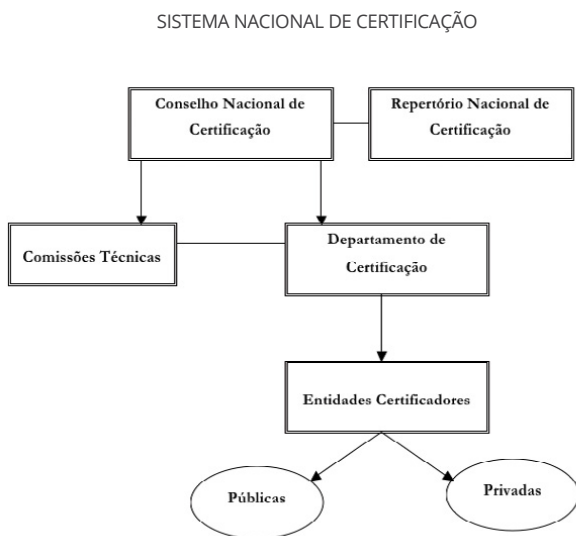 SISTEMA NACIONAL DE CERTIFICAÇÃO
Conselho Nacional de
Certificação
Repertório Nacional de
Certificação
Comissões Técnicas
Departamento de
Certificação
Entidades Certificadores
Públicas
Privadas